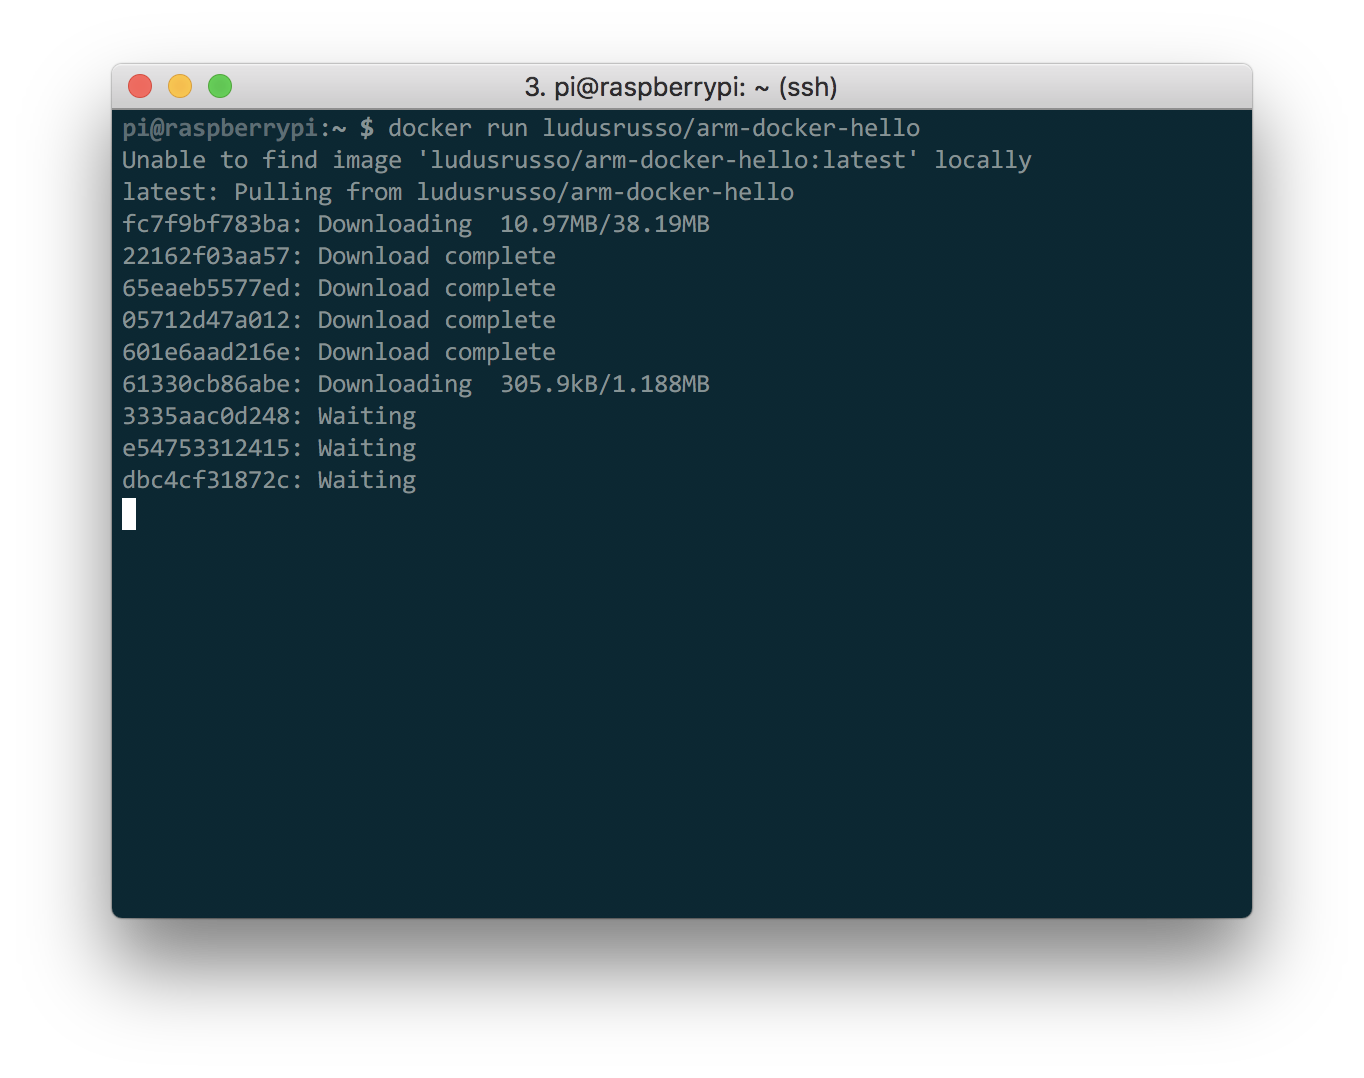 3. pi@raspberrypi: ~ (ssh)
pi@raspberrypi:~ $ docker run ludusrusso/arm-docker-hello
Unable to find image 'ludusrusso/arm-docker-hello:latest' locally
latest: Pulling from ludusrusso/arm-docker-hello
fc7f9bf783ba: Downloading  10.97MB/38.19MB
22162f03aa57: Download complete
65eaeb5577ed: Download complete
05712d47a012: Download complete
601e6aad216e: Download complete
61330cb86abe: Downloading  305.9kB/1.188MB
3335aac0d248: Waiting
e54753312415: Waiting
dbc4cf31872c: Waiting